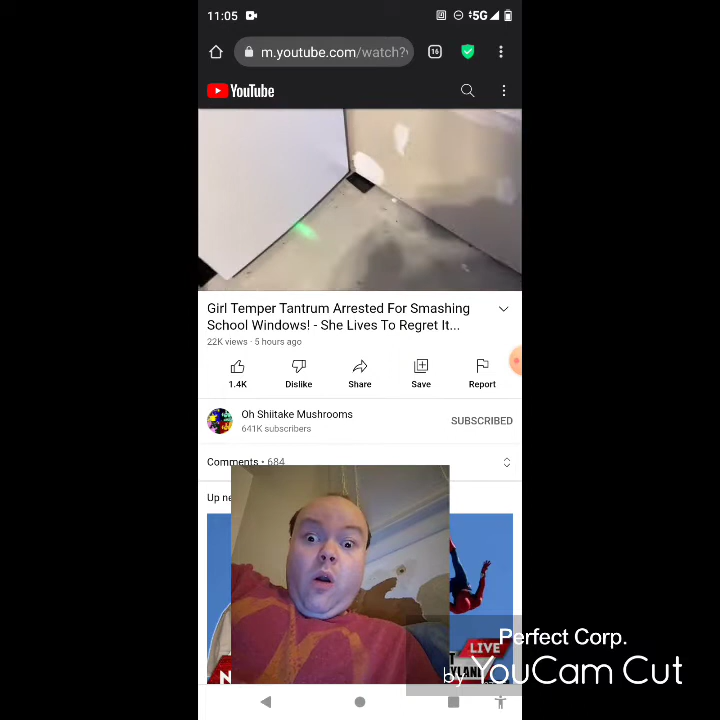 11:05
5G
m.youtube.com/watch?v
16
YouTube
Girl Temper Tantrum Arrested For Smashing
School Windows! - She Lives To Regret It...
22K views · 5 hours ago
1.4K
Dislike
Share
Save
Report
Oh Shiitake Mushrooms
641K subscribers
SUBSCRIBED
Comments • 684
Up ne
LIVE
N
Perfect Corp.
by YouCam Cut